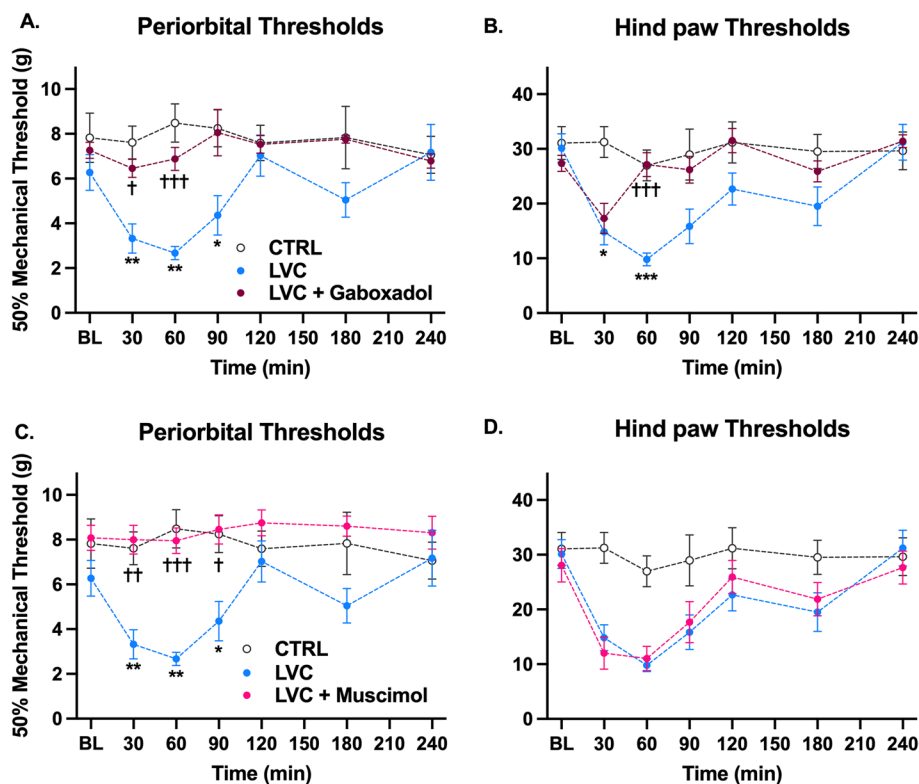 A.
Periorbital Thresholds
50% Mechanical Threshold (g)
10
8
6
4
2
0
†
†††
**
**
*
CTRL
LVC
LVC + Gaboxadol
BL 30 60 90 120 150 180 210 240
Time (min)
B.
Hind paw Thresholds
40
30
20
10
0
†††
*
***
BL 30 60 90 120 150 180 210 240
Time (min)
C.
Periorbital Thresholds
50% Mechanical Threshold (g)
10
8
6
4
2
0
††
†††
†
**
**
*
CTRL
LVC
LVC + Muscimol
BL 30 60 90 120 150 180 210 240
Time (min)
D.
Hind paw Thresholds
40
30
20
10
0
BL 30 60 90 120 150 180 210 240
Time (min)